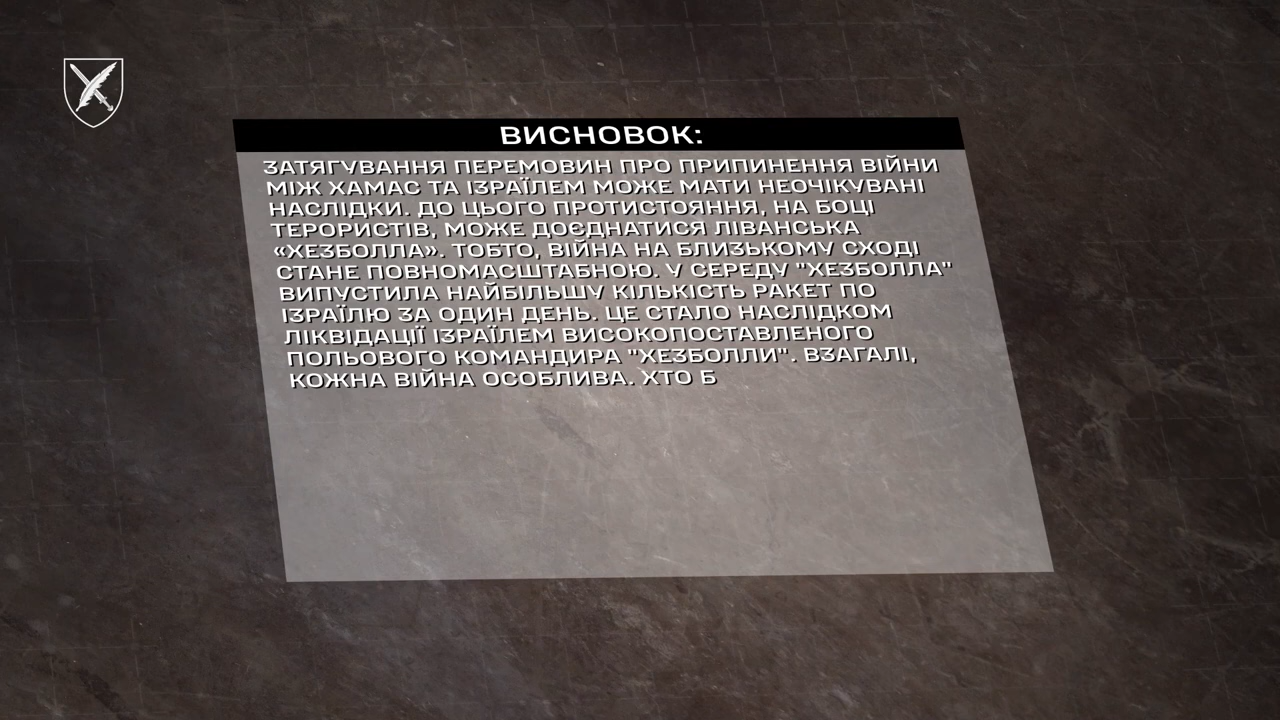 ВИСНОВОК:
ЗАТЯГУВАННЯ ПЕРЕМОВИН ПРО ПРИПИНЕННЯ ВІЙНИ
МІЖ ХАМАС ТА ІЗРАЇЛЕМ МОЖЕ МАТИ НЕОЧІКУВАНІ
НАСЛІДКИ. ДО ЦЬОГО ПРОТИСТОЯННЯ, НА БОЦІ
ТЕРОРИСТІВ, МОЖЕ ДОЄДНАТИСЯ ЛІВАНСЬКА
«ХЕЗБОЛЛА». ТОБТО, ВІЙНА НА БЛИЗЬКОМУ СХОДІ
СТАНЕ ПОВНОМАСШТАБНОЮ. У СЕРЕДУ "ХЕЗБОЛЛА"
ВИПУСТИЛА НАЙБІЛЬШУ КІЛЬКІСТЬ РАКЕТ ПО
ІЗРАЇЛЮ ЗА ОДИН ДЕНЬ. ЦЕ СТАЛО НАСЛІДКОМ
ЛІКВІДАЦІЇ ІЗРАЇЛЕМ ВИСОКОПОСТАВЛЕНОГО
ПОЛЬОВОГО КОМАНДИРА "ХЕЗБОЛЛИ". ВЗАГАЛІ,
КОЖНА ВІЙНА ОСОБЛИВА. ХТО Б